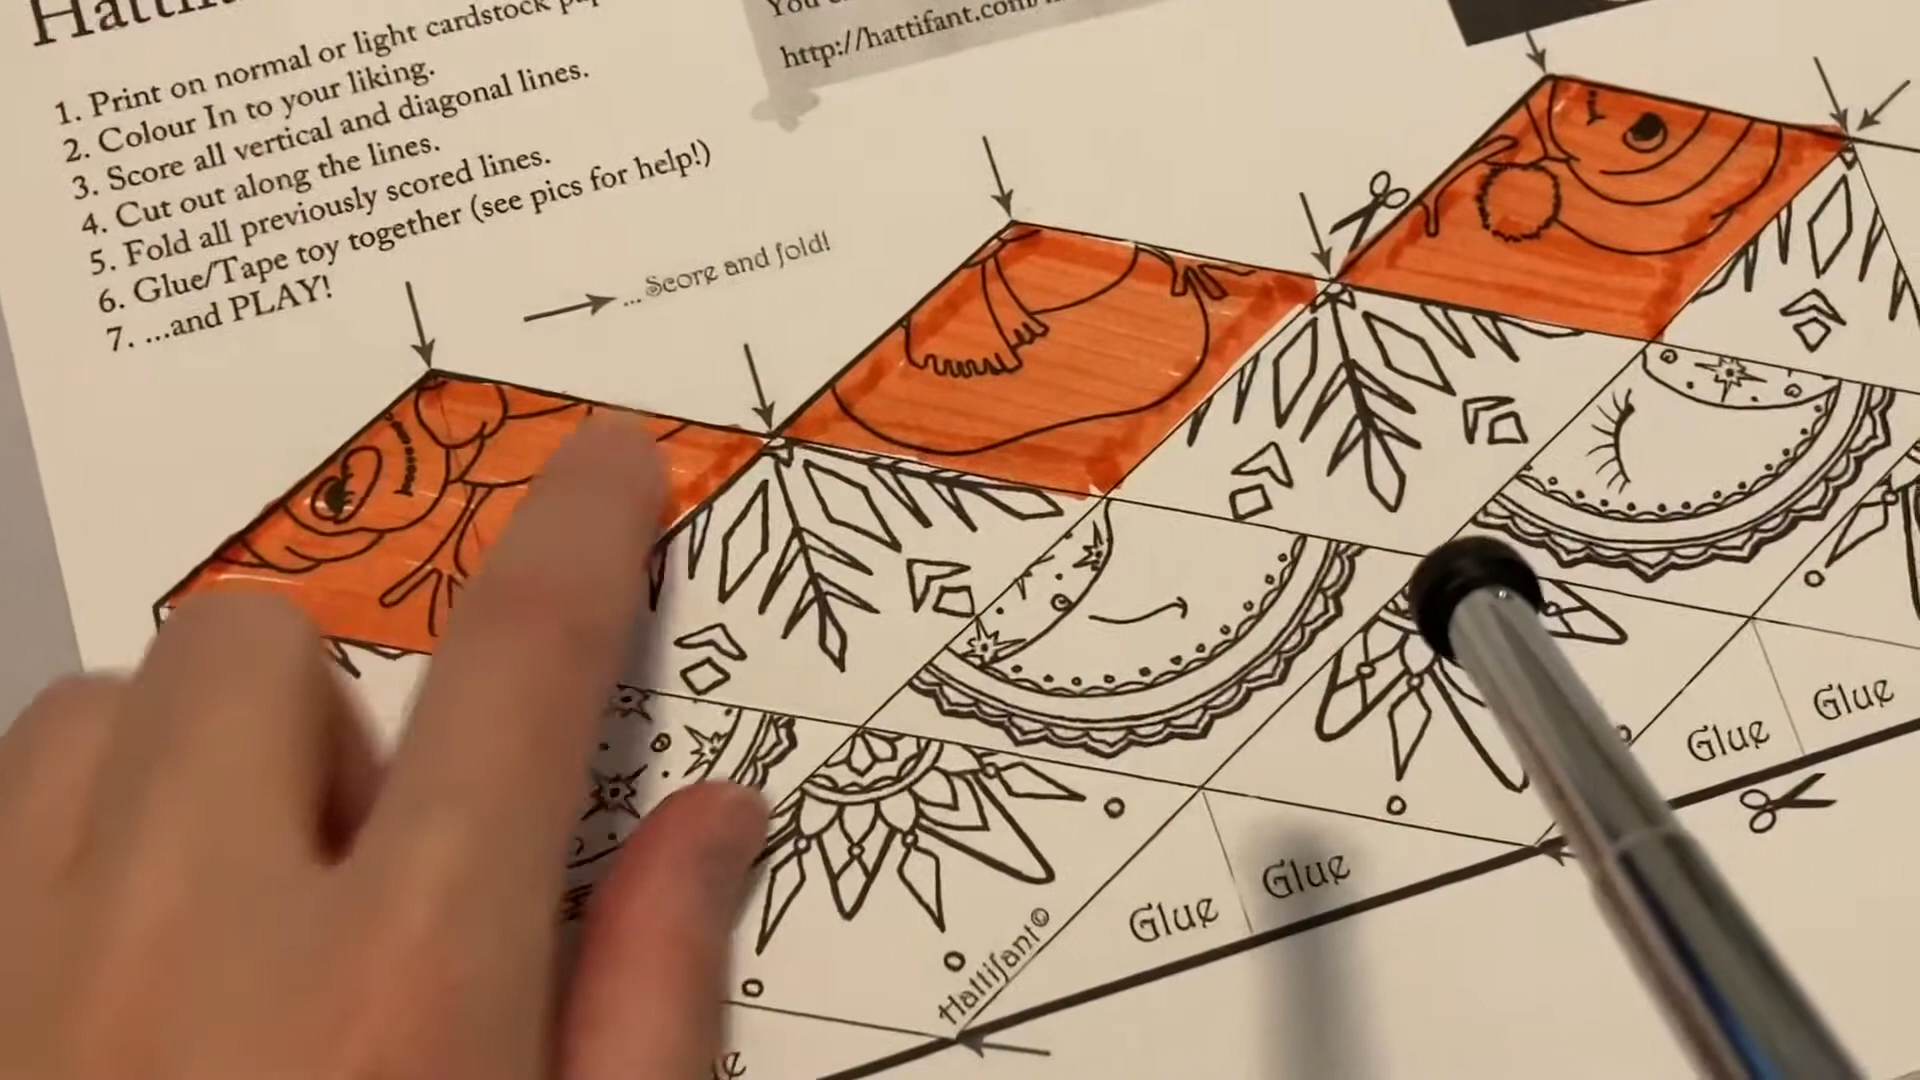 1. Print on normal or light cardstock
2. Colour In to your liking.
3. Score all vertical and diagonal lines.
4. Cut out along the lines.
5. Fold all previously scored lines.
6. Glue/Tape toy together (see pics for help!)
7. ...and PLAY!
You
http://hattifant.com/
... Score and fold!
Glue
Glue
Glue
Glue
Hattifant©